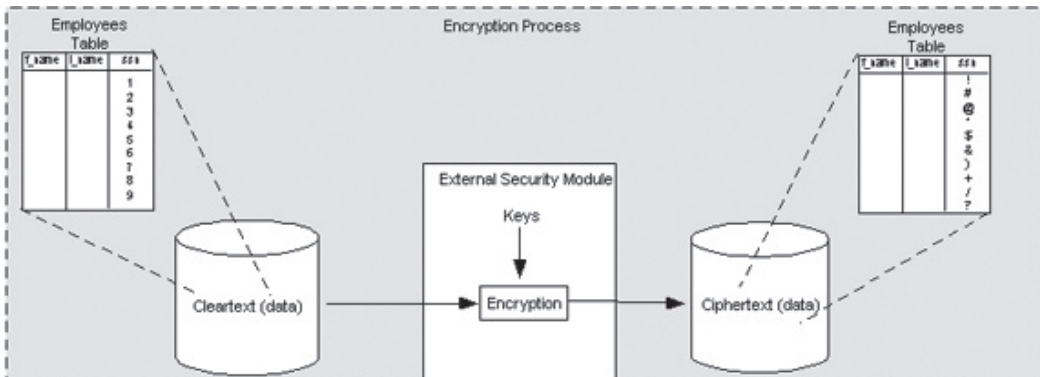 Encryption Process
Employees
Table
f_name l_name ssn
1
2
3
4
5
6
7
8
9
Employees
Table
f_name l_name ssn
!
#
@
*
$
&
)
+
/
?
External Security Module
Keys
Cleartext (data)
Encryption
Ciphertext (data)